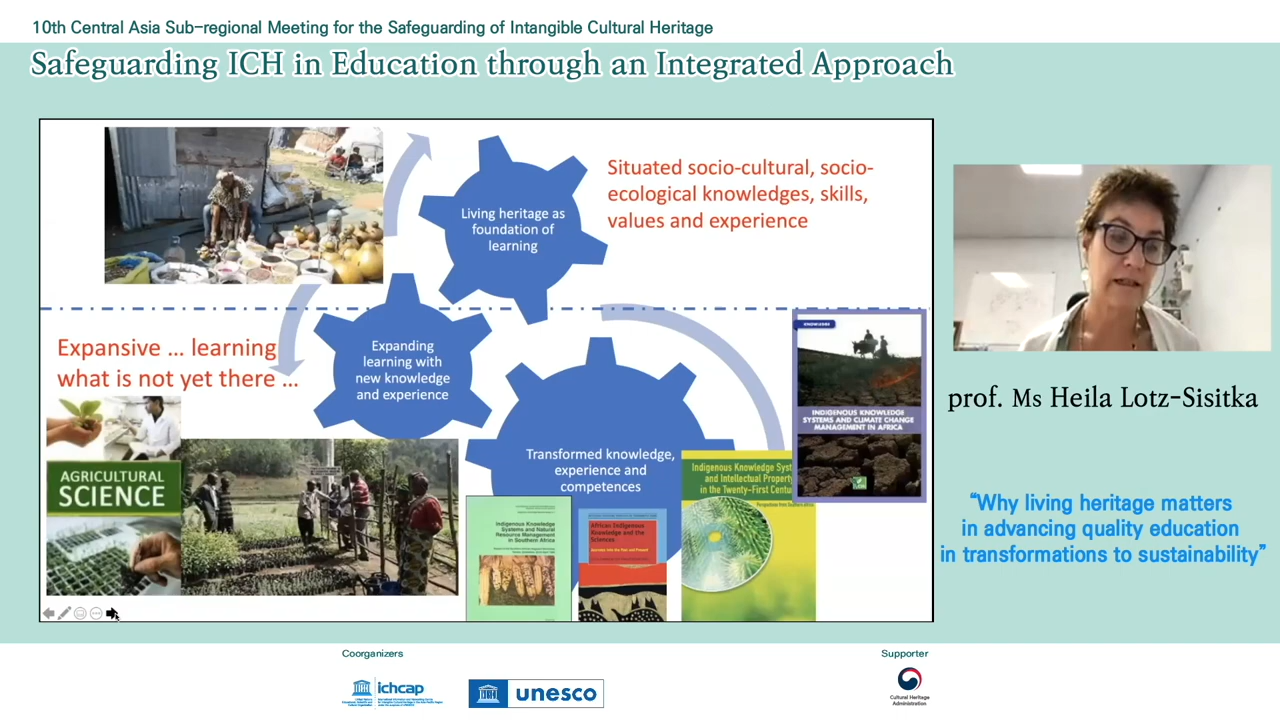 10th Central Asia Sub-regional Meeting for the Safeguarding of Intangible Cultural Heritage
Safeguarding ICH in Education through an Integrated Approach
Living heritage as
foundation of
learning
Situated socio-cultural, socio-
ecological knowledges, skills,
values and experience
Expansive ... learning
what is not yet there ...
Expanding
learning with
new knowledge
and experience
AGRICULTURAL
SCIENCE
Transformed knowledge,
experience and
competences
Indigenous Knowledge
Systems and Natural
Resource Management
in Southern Africa
African Indigenous
Knowledge and the
Sciences
Indigenous Knowledge Syst
and Intellectual Property
in the Twenty-First Centu
INDIGENOUS KNOWLEDGE
SYSTEMS AND CLIMATE CHANGE
MANAGEMENT IN AFRICA
prof. Ms Heila Lotz-Sisitka
“Why living heritage matters
in advancing quality education
in transformations to sustainability”
Coorganizers
ichcap
unesco
Supporter
Cultural Heritage
Administration